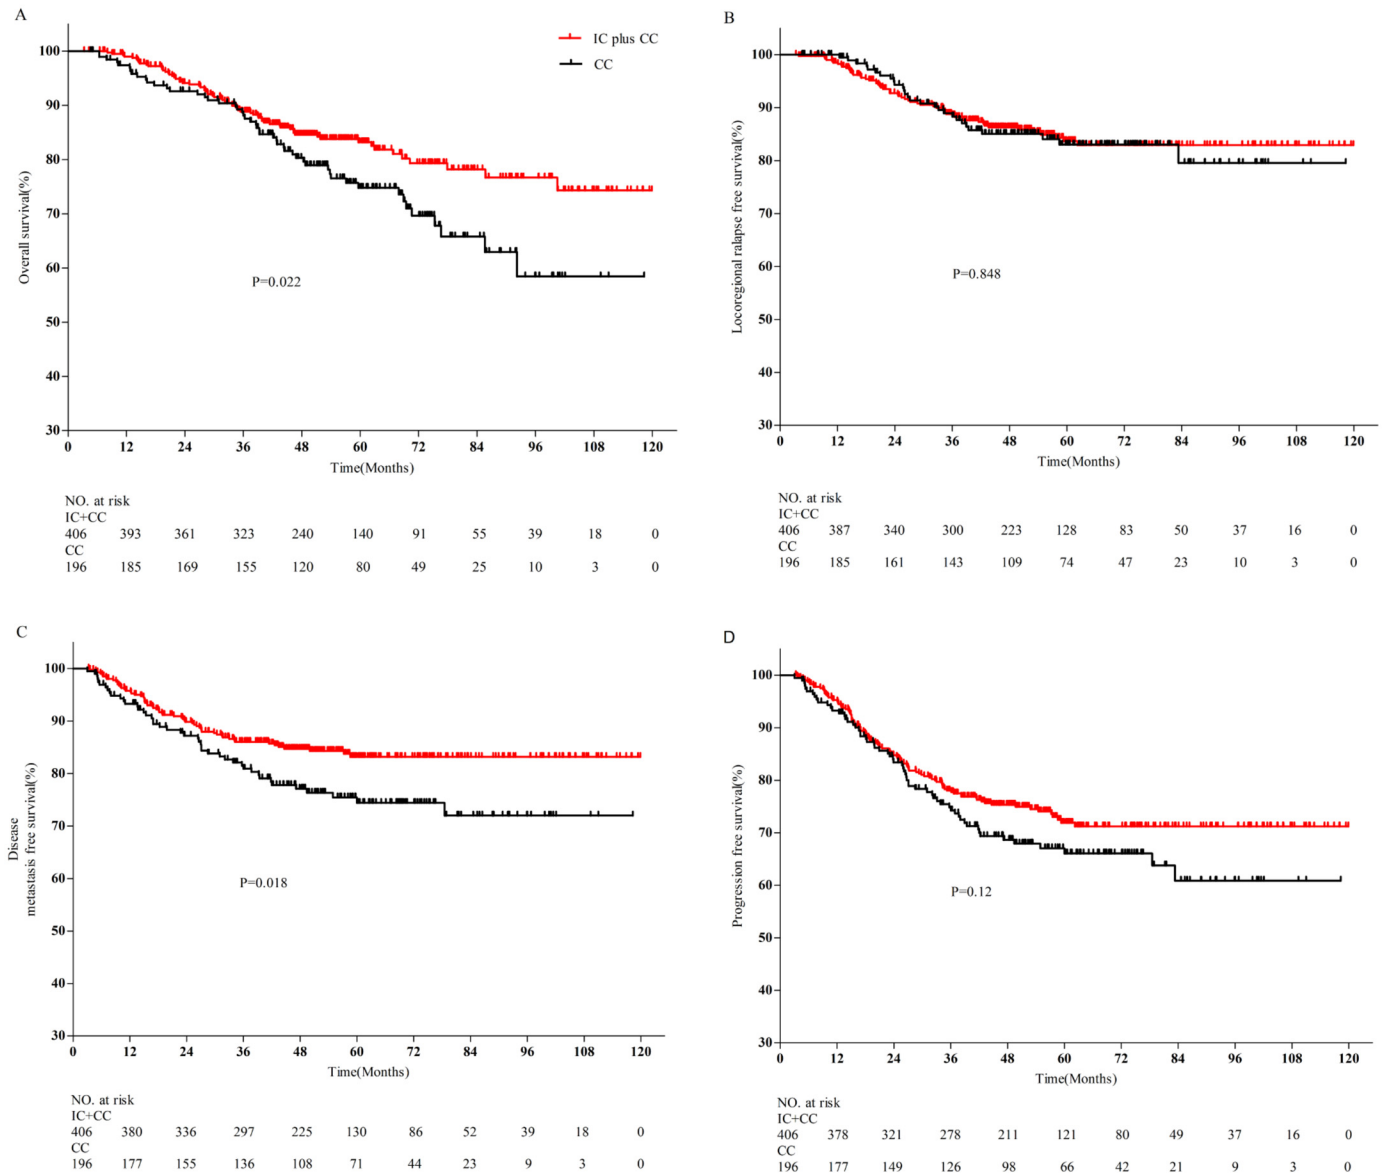 A
IC plus CC
CC
100
90
80
70
60
50
40
30
Overall survival(%)
P=0.022
0 12 24 36 48 60 72 84 96 108 120
Time(Months)
NO. at risk
IC+CC
406 393 361 323 240 140 91 55 39 18 0
CC
196 185 169 155 120 80 49 25 10 3 0
B
100
90
80
70
60
50
40
30
Locoregional ralapse free survival(%)
P=0.848
0 12 24 36 48 60 72 84 96 108 120
Time(Months)
NO. at risk
IC+CC
406 387 340 300 223 128 83 50 37 16 0
CC
196 185 161 143 109 74 47 23 10 3 0
C
100
90
80
70
60
50
40
30
Disease
metastasis free survival(%)
P=0.018
0 12 24 36 48 60 72 84 96 108 120
Time(Months)
NO. at risk
IC+CC
406 380 336 297 225 130 86 52 39 18 0
CC
196 177 155 136 108 71 44 23 9 3 0
D
100
90
80
70
60
50
40
30
Progression free survival(%)
P=0.12
0 12 24 36 48 60 72 84 96 108 120
Time(Months)
NO. at risk
IC+CC
406 378 321 278 211 121 80 49 37 16 0
CC
196 177 149 126 98 66 42 21 9 3 0